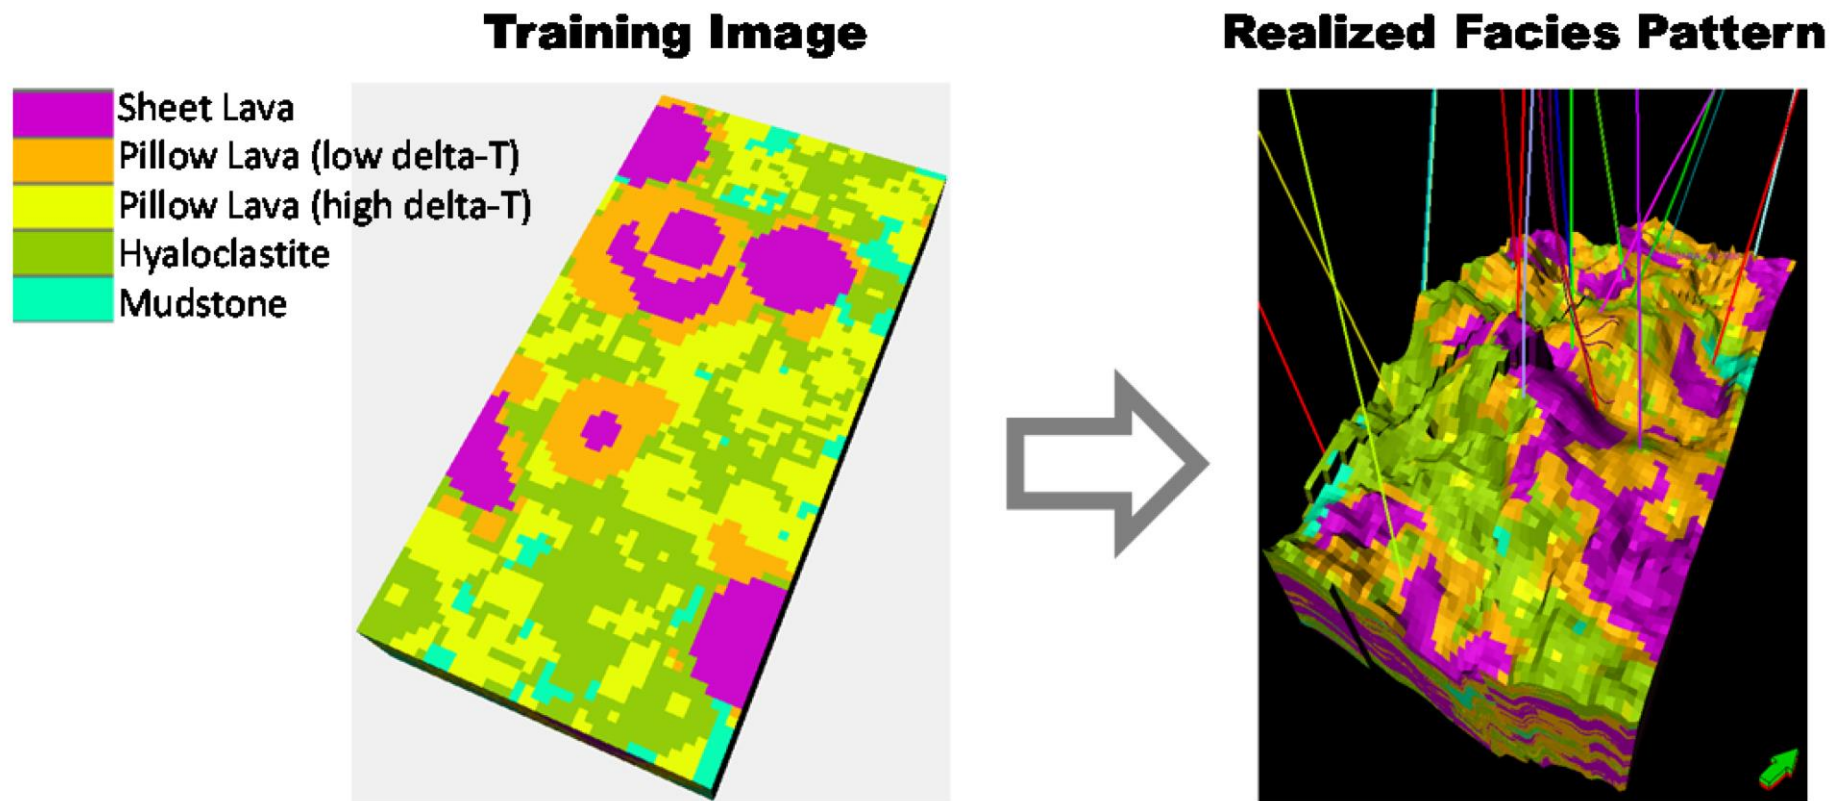 Training Image
Realized Facies Pattern
Sheet Lava
Pillow Lava (low delta-T)
Pillow Lava (high delta-T)
Hyaloclastite
Mudstone